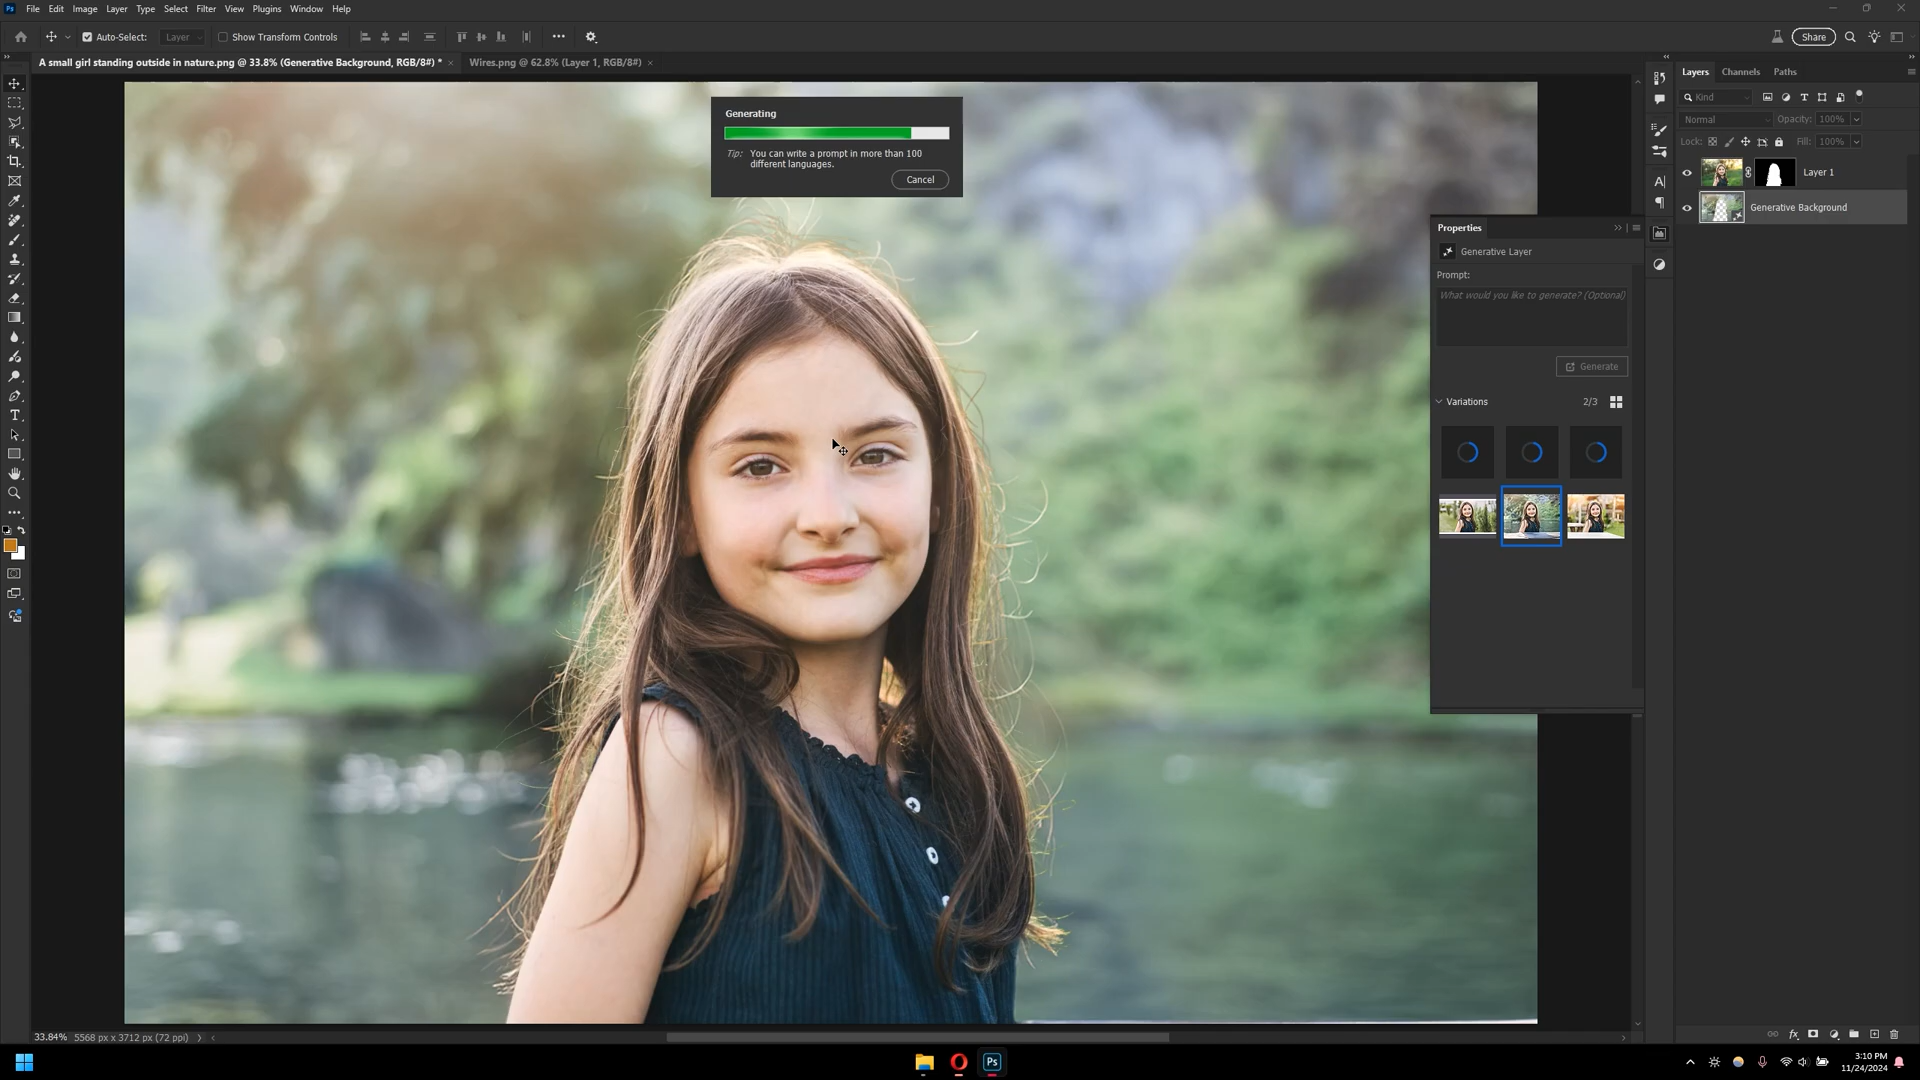 Ps File Edit Image Layer Type Select Filter View Plugins Window Help
Auto-Select: Layer Show Transform Controls Share
A small girl standing outside in nature.png @ 33.8% (Generative Background, RGB/8#) * × Wires.png @ 62.8% (Layer 1, RGB/8#) ×
Generating
Tip: You can write a prompt in more than 100
different languages.
Cancel
Properties
Generative Layer
Prompt:
What would you like to generate? (Optional)
Generate
Variations 2/3
Layers Channels Paths
Kind
Normal Opacity: 100%
Lock: Fill: 100%
Layer 1
Generative Background
33.84% 5568 px x 3712 px (72 ppi)
Ps
3:10 PM
11/24/2024